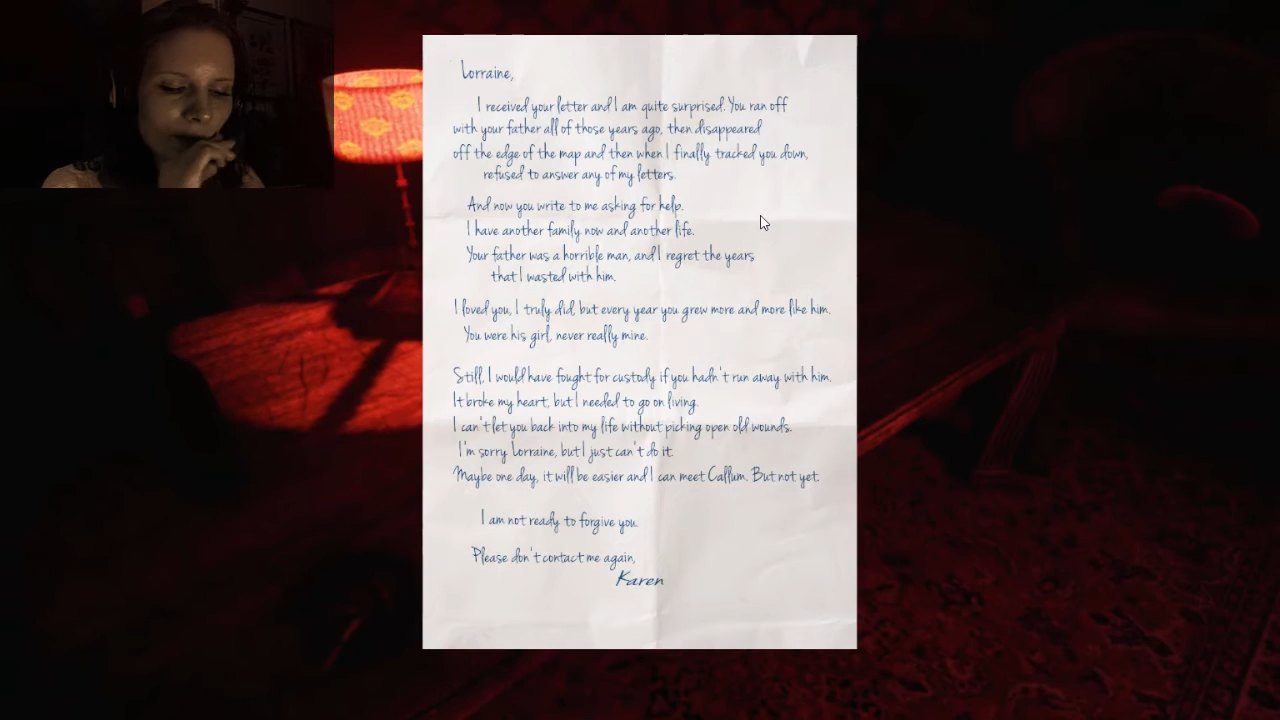 Lorraine,
I received your letter and I am quite surprised. You ran off
with your father all of those years ago, then disappeared
off the edge of the map and then when I finally tracked you down,
refused to answer any of my letters.
And now you write to me asking for help.
I have another family now and another life.
Your father was a horrible man, and I regret the years
that I wasted with him.
I loved you, I truly did, but every year you grew more and more like him.
You were his girl, never really mine.
Still, I would have fought for custody if you hadn't run away with him.
It broke my heart, but I needed to go on living.
I can't let you back into my life without picking open old wounds.
I'm sorry Lorraine, but I just can't do it.
Maybe one day, it will be easier and I can meet Callum. But not yet.
I am not ready to forgive you.
Please don't contact me again,
Karen